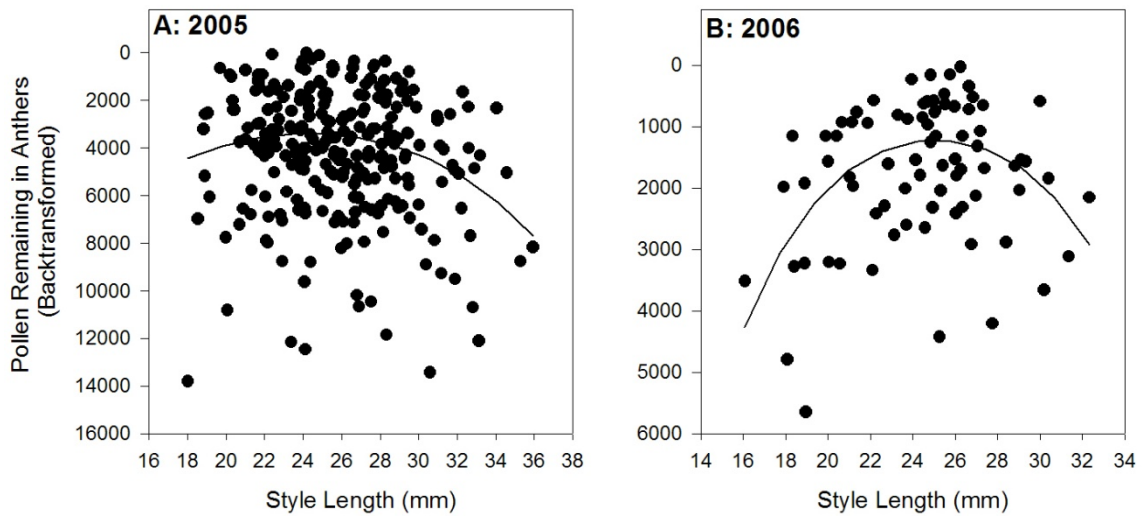 A: 2005
Pollen Remaining in Anthers
(Backtransformed)
0
2000
4000
6000
8000
10000
12000
14000
16000
16 18 20 22 24 26 28 30 32 34 36 38
Style Length (mm)
B: 2006
0
1000
2000
3000
4000
5000
6000
14 16 18 20 22 24 26 28 30 32 34
Style Length (mm)